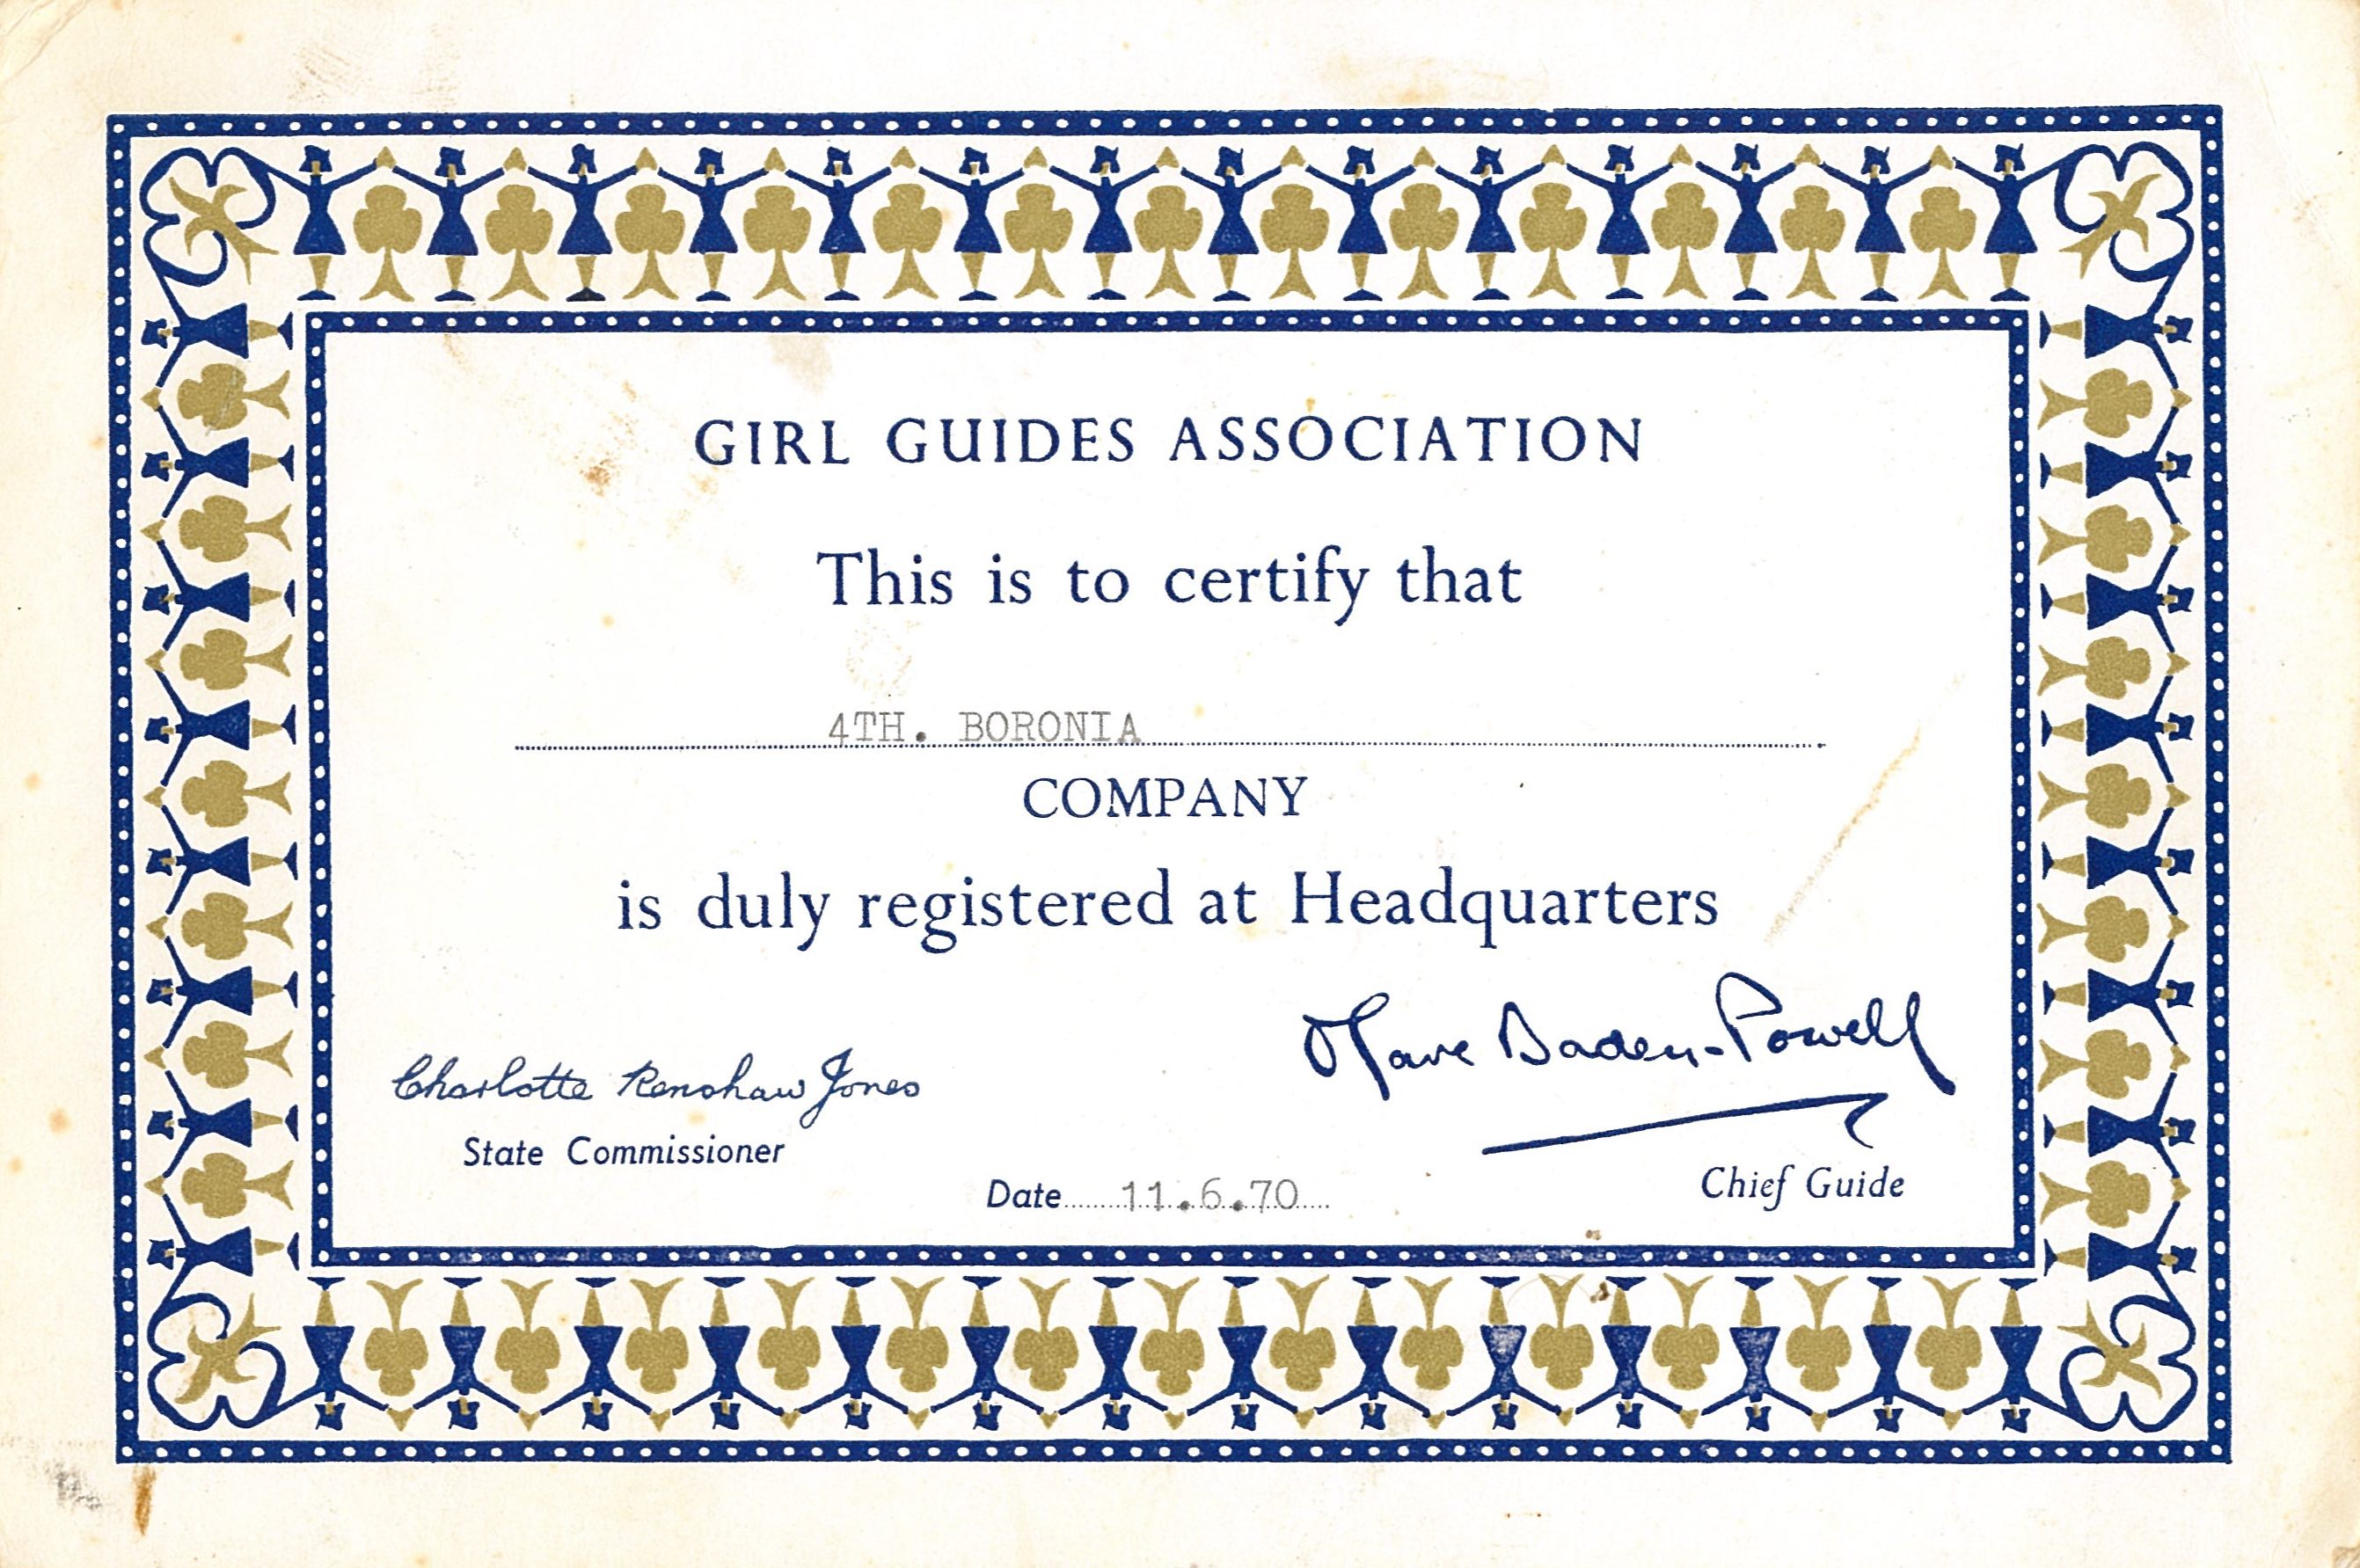 GIRL GUIDES ASSOCIATION
This is to certify that
4TH. BORONIA
COMPANY
is duly registered at Headquarters
Olave Baden-Powell
Charlotte Renshaw Jones
State Commissioner
Chief Guide
Date 11.6.70